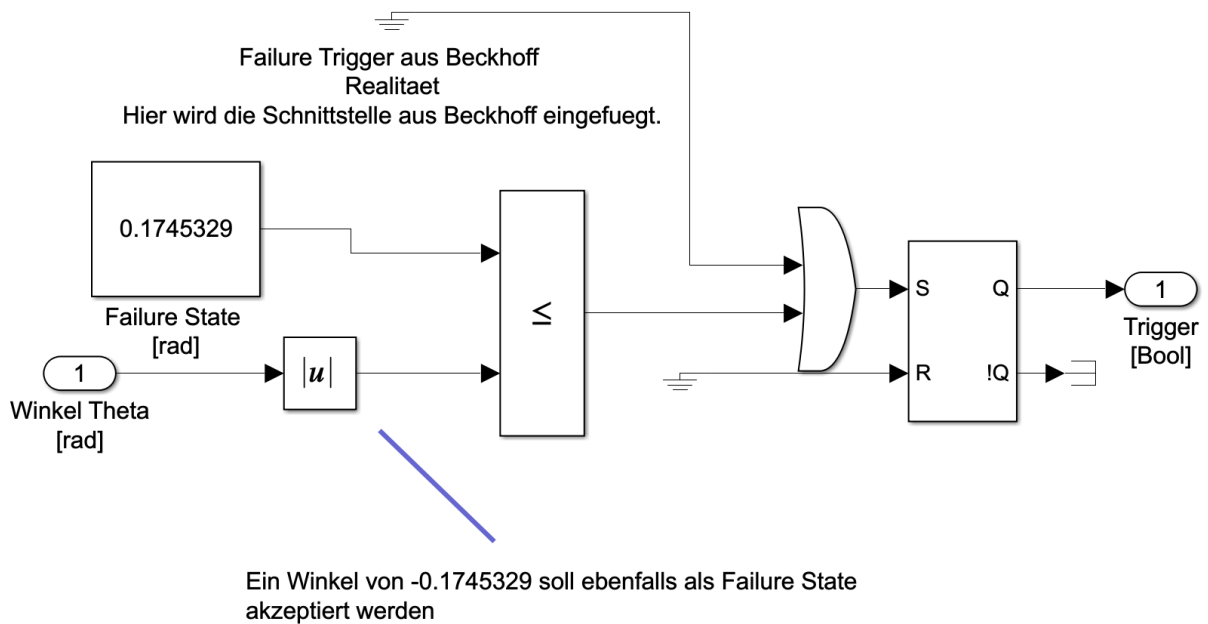 Failure Trigger aus Beckhoff
Realitaet
Hier wird die Schnittstelle aus Beckhoff eingefuegt.
0.1745329
Failure State
[rad]
1
Winkel Theta
[rad]
|u|
≤
S
Q
R
!Q
1
Trigger
[Bool]
Ein Winkel von -0.1745329 soll ebenfalls als Failure State
akzeptiert werden